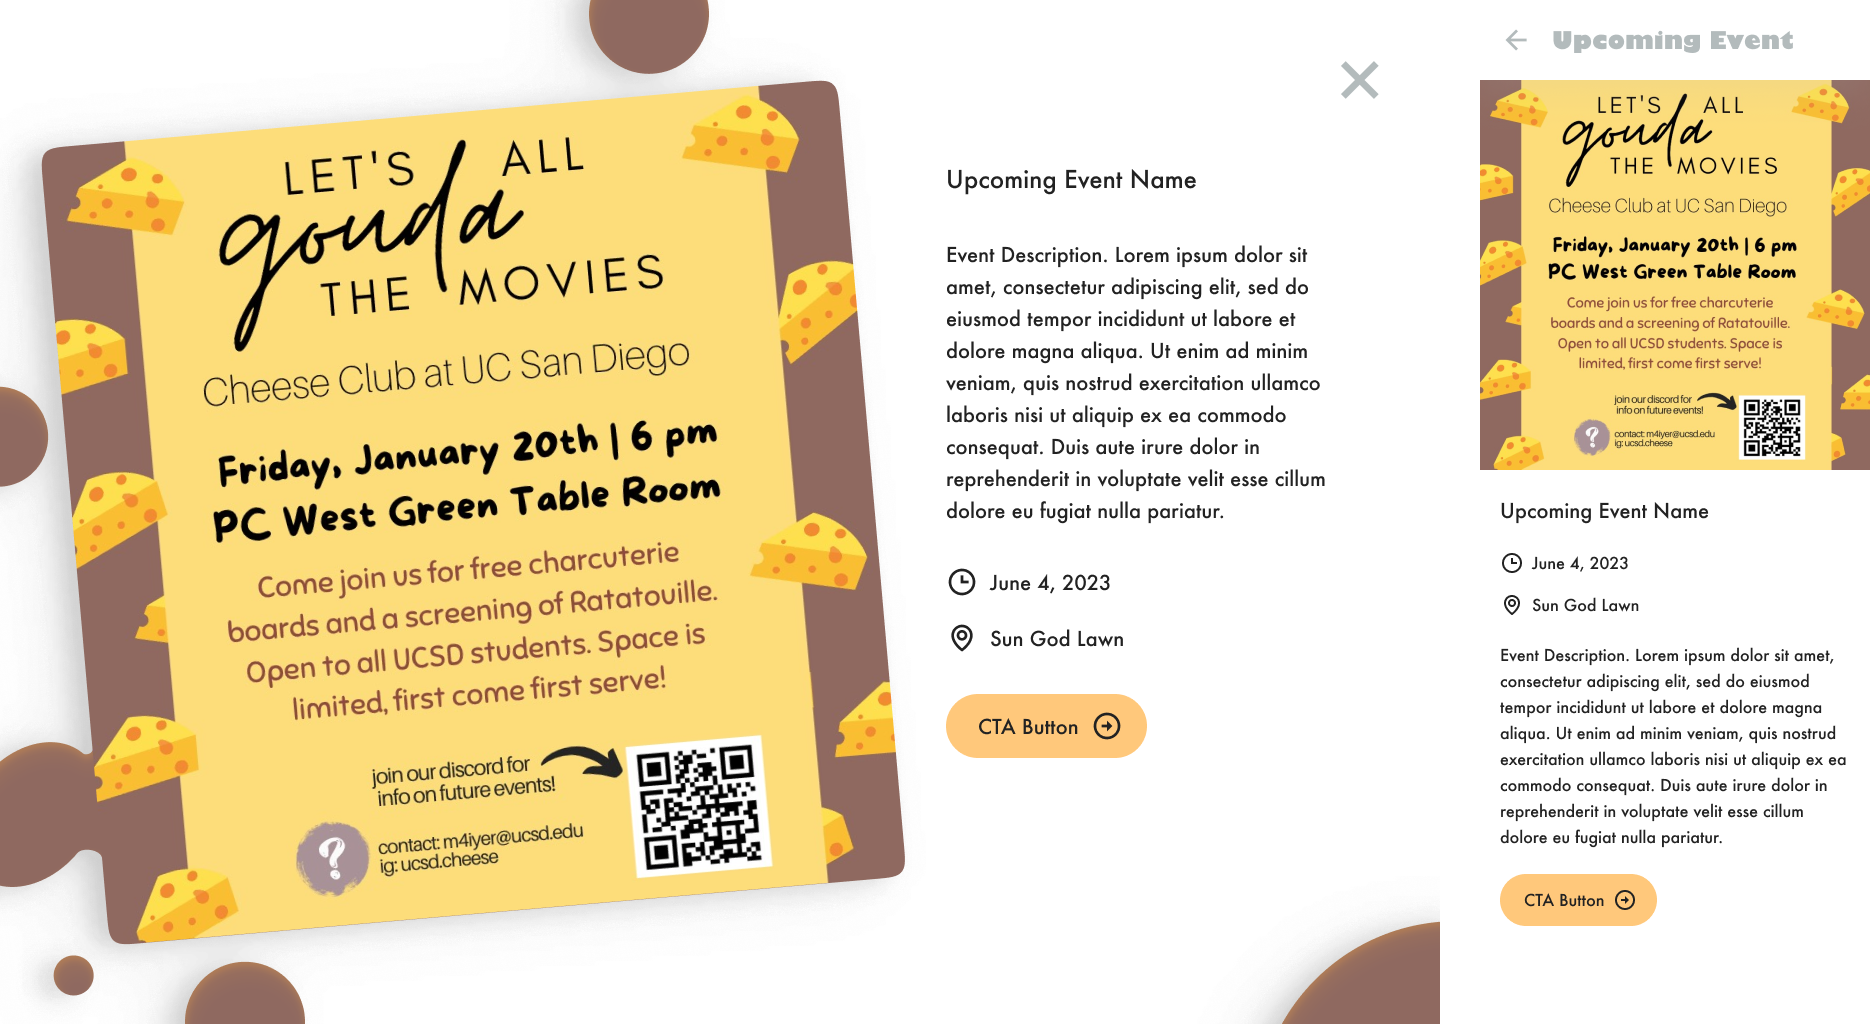 LET'S ALL
gouda
THE MOVIES
Cheese Club at UC San Diego
Friday, January 20th | 6 pm
PC West Green Table Room
Come join us for free charcuterie
boards and a screening of Ratatouille.
Open to all UCSD students. Space is
limited, first come first serve!
join our discord for
info on future events!
?
contact: m4iyer@ucsd.edu
ig: ucsd.cheese
Upcoming Event Name
Event Description. Lorem ipsum dolor sit
amet, consectetur adipiscing elit, sed do
eiusmod tempor incididunt ut labore et
dolore magna aliqua. Ut enim ad minim
veniam, quis nostrud exercitation ullamco
laboris nisi ut aliquip ex ea commodo
consequat. Duis aute irure dolor in
reprehenderit in voluptate velit esse cillum
dolore eu fugiat nulla pariatur.
June 4, 2023
Sun God Lawn
CTA Button
Upcoming Event
LET'S ALL
gouda
THE MOVIES
Cheese Club at UC San Diego
Friday, January 20th | 6 pm
PC West Green Table Room
Come join us for free charcuterie
boards and a screening of Ratatouille.
Open to all UCSD students. Space is
limited, first come first serve!
join our discord for
info on future events!
?
contact: m4iyer@ucsd.edu
ig: ucsd.cheese
Upcoming Event Name
June 4, 2023
Sun God Lawn
Event Description. Lorem ipsum dolor sit amet,
consectetur adipiscing elit, sed do eiusmod
tempor incididunt ut labore et dolore magna
aliqua. Ut enim ad minim veniam, quis nostrud
exercitation ullamco laboris nisi ut aliquip ex ea
commodo consequat. Duis aute irure dolor in
reprehenderit in voluptate velit esse cillum
dolore eu fugiat nulla pariatur.
CTA Button